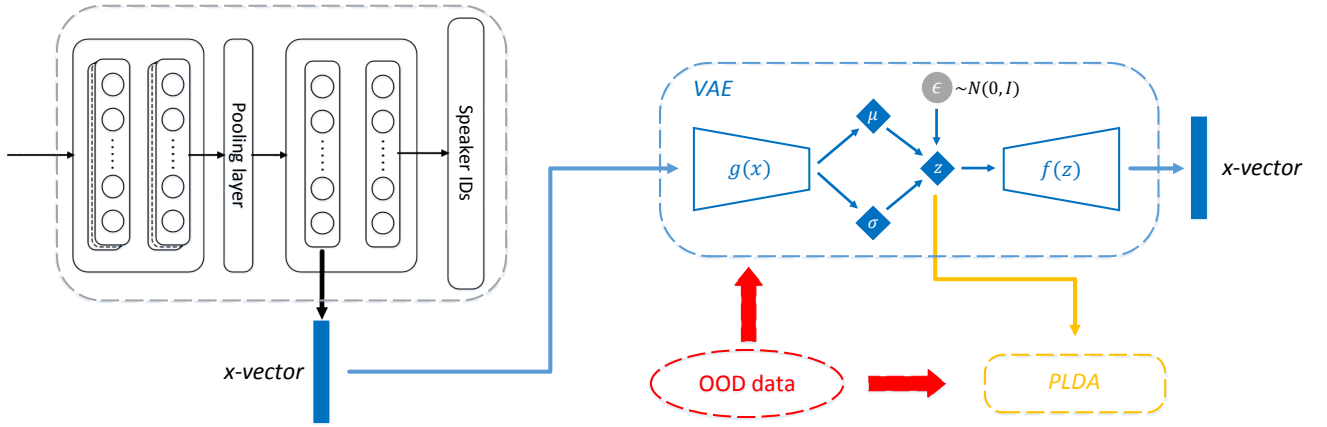 Pooling layer
Speaker IDs
x-vector
VAE
g(x)
μ
σ
ϵ
~N(0,I)
z
f(z)
x-vector
OOD data
PLDA